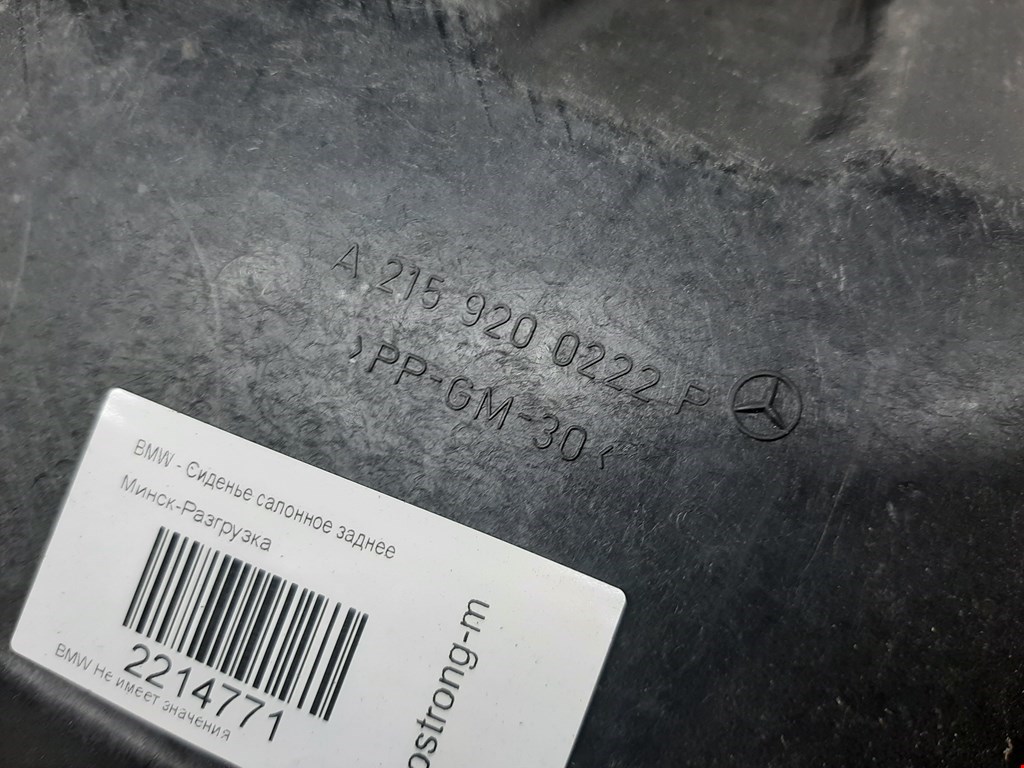 A 215 920 0222 P
>PP-GM-30<
BMW - Сиденье салонное заднее
Минск-Разгрузка
2214771
BMW Не имеет значения
ostrong-m